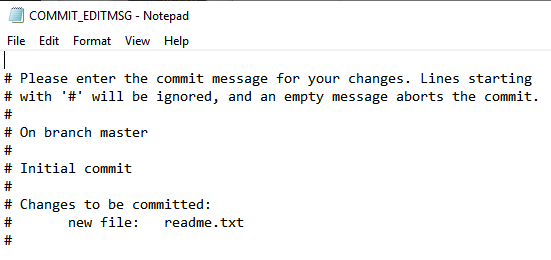 COMMIT_EDITMSG - Notepad
File Edit Format View Help
# Please enter the commit message for your changes. Lines starting
# with '#' will be ignored, and an empty message aborts the commit.
#
# On branch master
#
# Initial commit
#
# Changes to be committed:
#       new file:   readme.txt
#